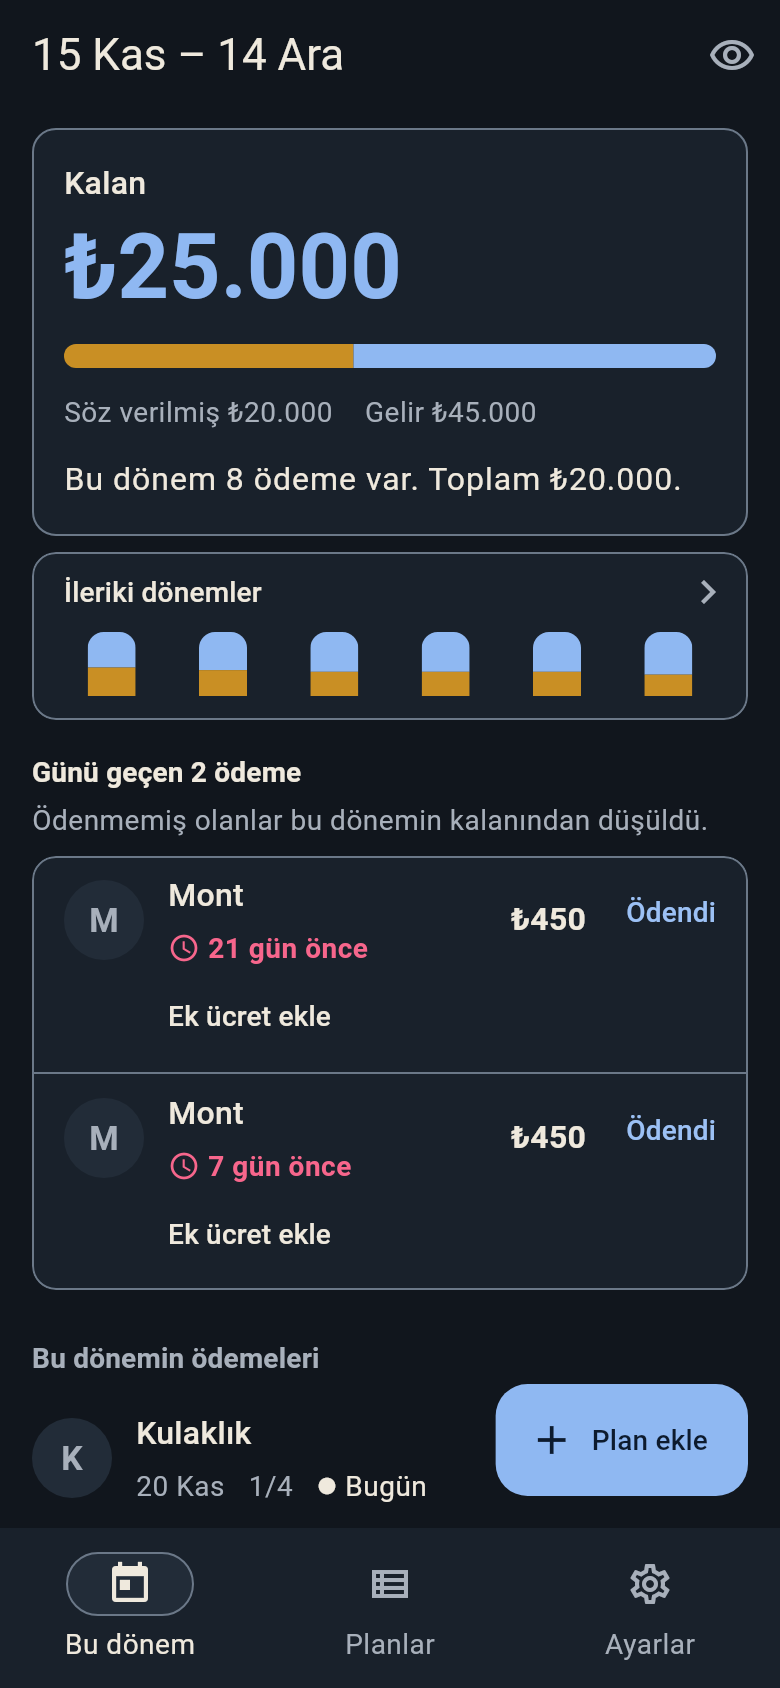 15 Kas – 14 Ara
Kalan
₺25.000
Söz verilmiş ₺20.000 Gelir ₺45.000
Bu dönem 8 ödeme var. Toplam ₺20.000.
İleriki dönemler
Günü geçen 2 ödeme
Ödenmemiş olanlar bu dönemin kalanından düşüldü.
M
Mont
₺450
Ödendi
21 gün önce
Ek ücret ekle
M
Mont
₺450
Ödendi
7 gün önce
Ek ücret ekle
Bu dönemin ödemeleri
K
Kulaklık
20 Kas 1/4 Bugün
Plan ekle
Bu dönem
Planlar
Ayarlar